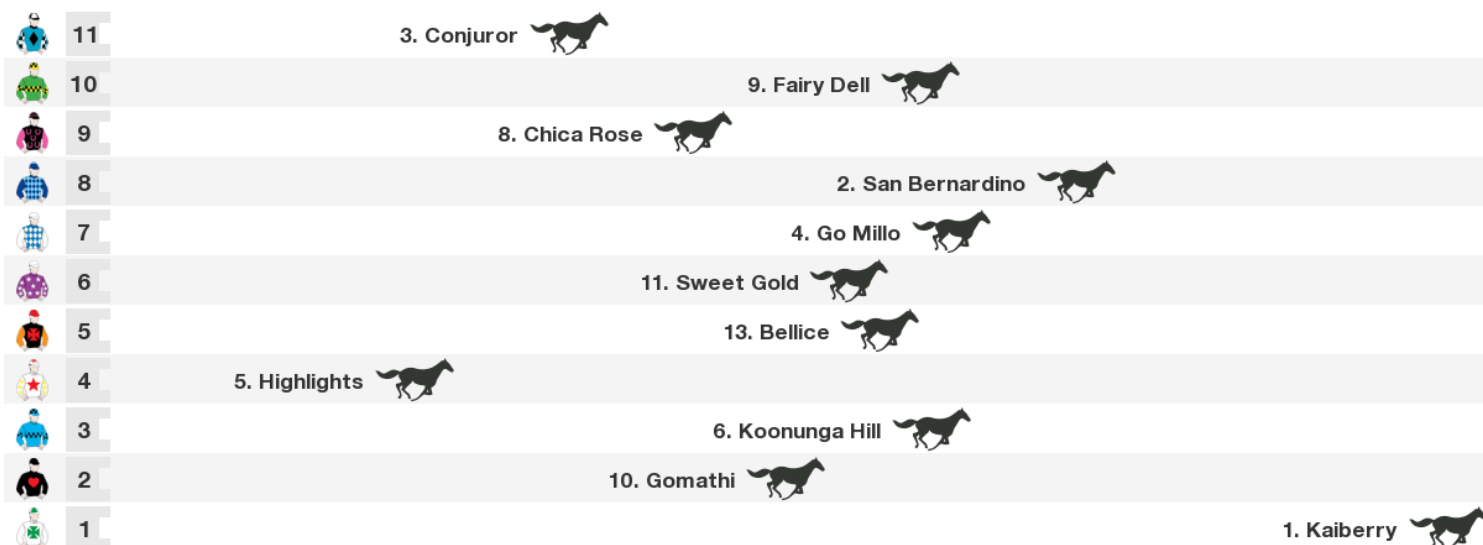 11 3. Conjuror
10 9. Fairy Dell
9 8. Chica Rose
8 2. San Bernardino
7 4. Go Millo
6 11. Sweet Gold
5 13. Bellice
4 5. Highlights
3 6. Koonunga Hill
2 10. Gomathi
1 1. Kaiberry